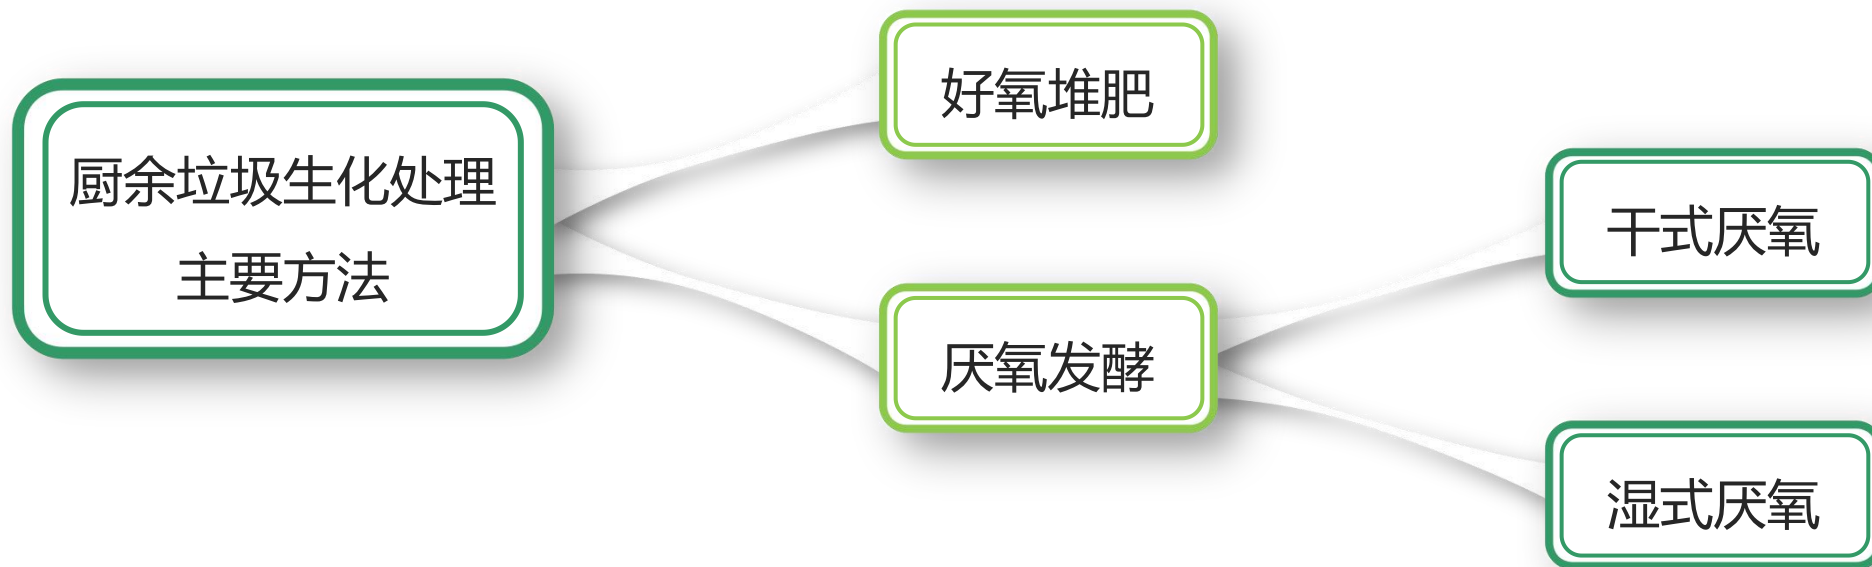 厨余垃圾生化处理
主要方法
好氧堆肥
厌氧发酵
干式厌氧
湿式厌氧